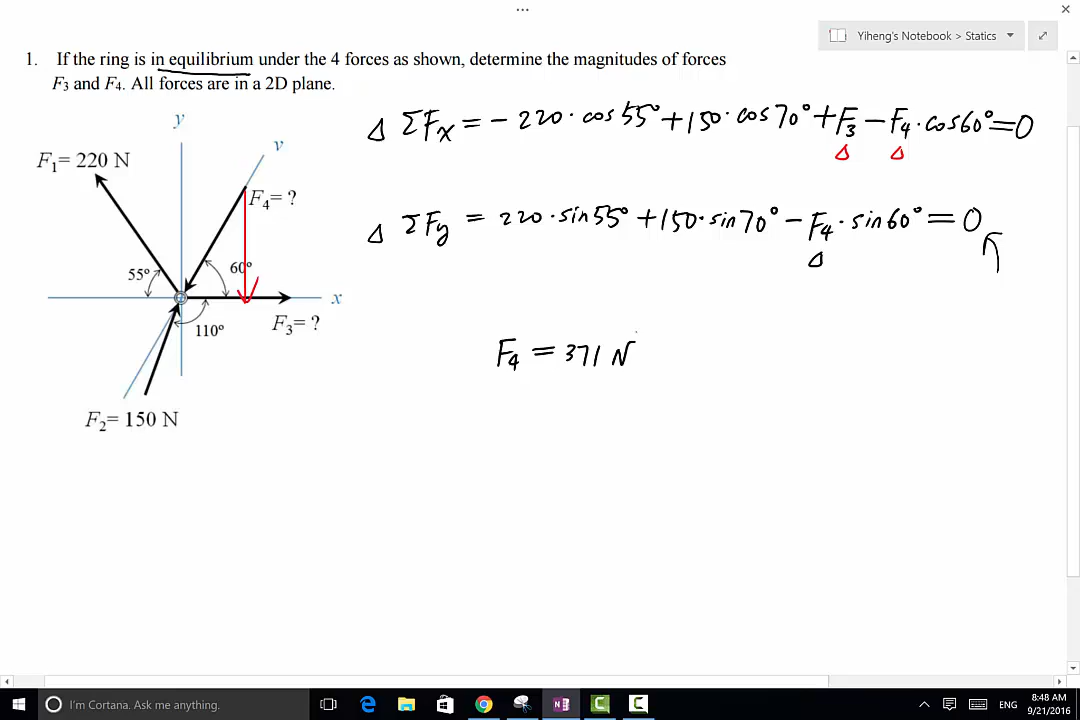 Yiheng's Notebook > Statics
1. If the ring is in equilibrium under the 4 forces as shown, determine the magnitudes of forces
F₃ and F₄. All forces are in a 2D plane.
y
v
F₁= 220 N
F₄= ?
60°
55°
x
110°
F₃= ?
F₂= 150 N
Δ ΣFx = - 220 · cos 55° + 150 · cos 70° + F₃ - F₄ · cos 60° = 0
Δ Δ
Δ ΣFy = 220 · sin 55° + 150 · sin 70° - F₄ · sin 60° = 0
Δ
F₄ = 371 N
I'm Cortana. Ask me anything.
ENG
8:48 AM
9/21/2016